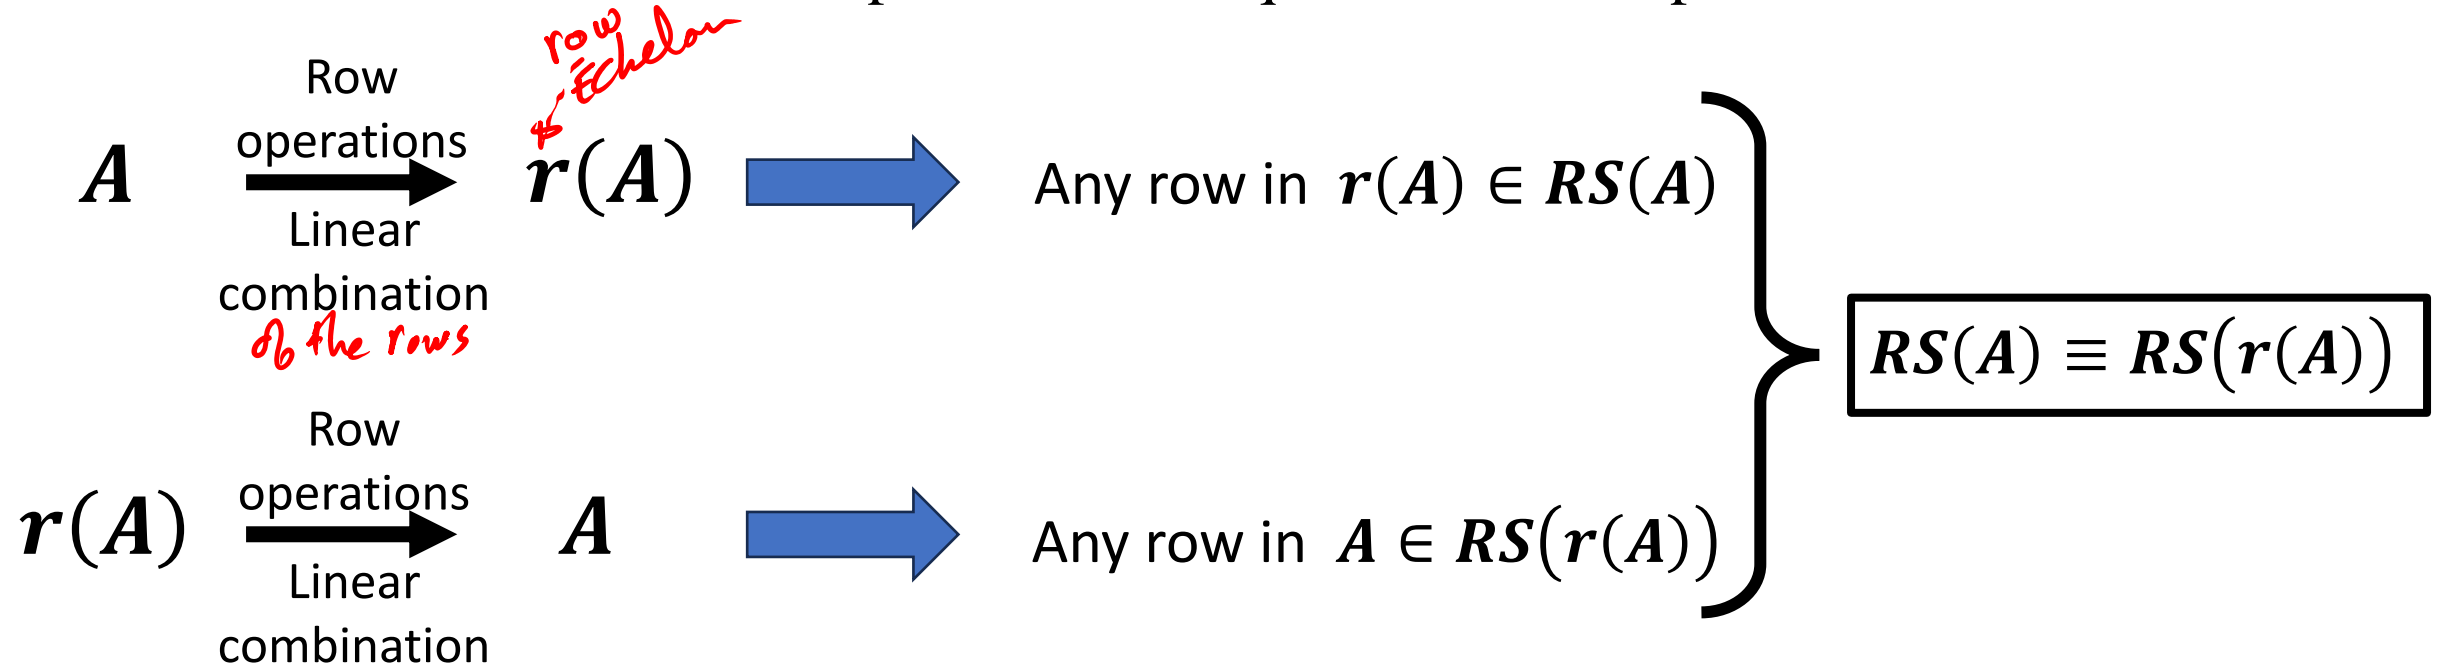 row
Echelon
Row
operations
A
r(A)
Any row in r(A) ∈ RS(A)
Linear
combination
of the rows
RS(A) ≡ RS(r(A))
Row
operations
r(A)
A
Any row in A ∈ RS(r(A))
Linear
combination